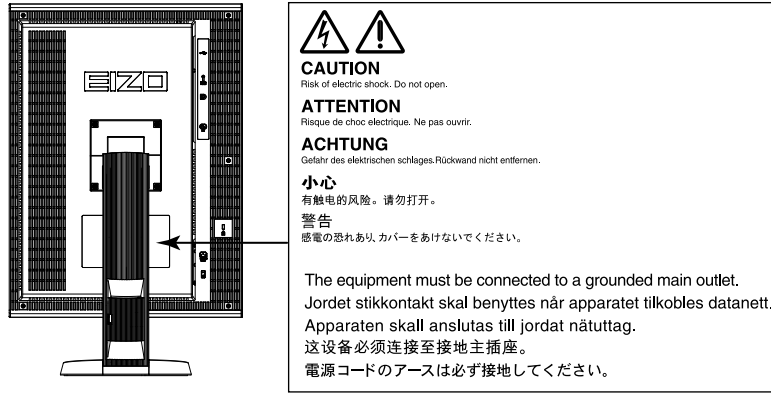 EIZO
CAUTION
Risk of electric shock. Do not open.
ATTENTION
Risque de choc electrique. Ne pas ouvrir.
ACHTUNG
Gefahr des elektrischen schlages.Rückwand nicht entfernen.
小心
有触电的风险。请勿打开。
警告
感電の恐れあり、カバーをあけないでください。
The equipment must be connected to a grounded main outlet.
Jordet stikkontakt skal benyttes når apparatet tilkobles datanett.
Apparaten skall anslutas till jordat nätuttag.
这设备必须连接至接地主插座。
電源コードのアースは必ず接地してください。